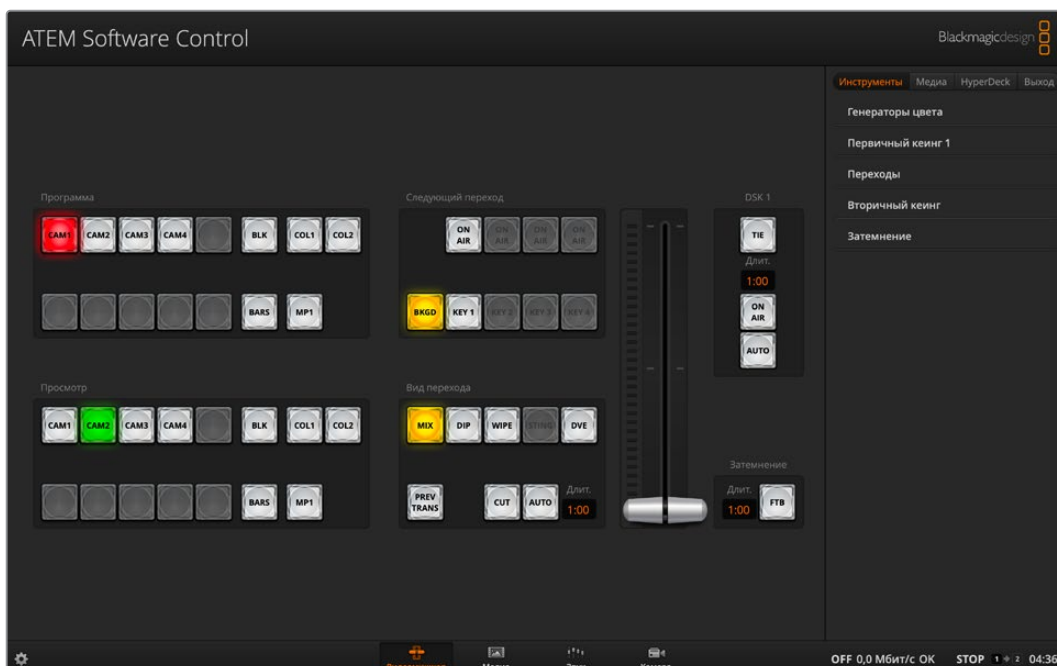 ATEM Software Control
Blackmagicdesign
Инструменты Медиа HyperDeck Выход
Генераторы цвета
Первичный кеинг 1
Переходы
Вторичный кеинг
Затемнение
Программа
CAM1 CAM2 CAM3 CAM4 BLK COL1 COL2
BARS MP1
Следующий переход
ON AIR ON AIR ON AIR ON AIR
BKGD KEY 1 KEY 2 KEY 3 KEY 4
DSK 1
TIE
Длит.
1:00
ON AIR
AUTO
Просмотр
CAM1 CAM2 CAM3 CAM4 BLK COL1 COL2
BARS MP1
Вид перехода
MIX DIP WIPE STING DVE
PREV TRANS CUT AUTO
Длит.
1:00
Затемнение
Длит.
1:00 FTB
OFF 0,0 Мбит/с OK STOP 1 2 04:36